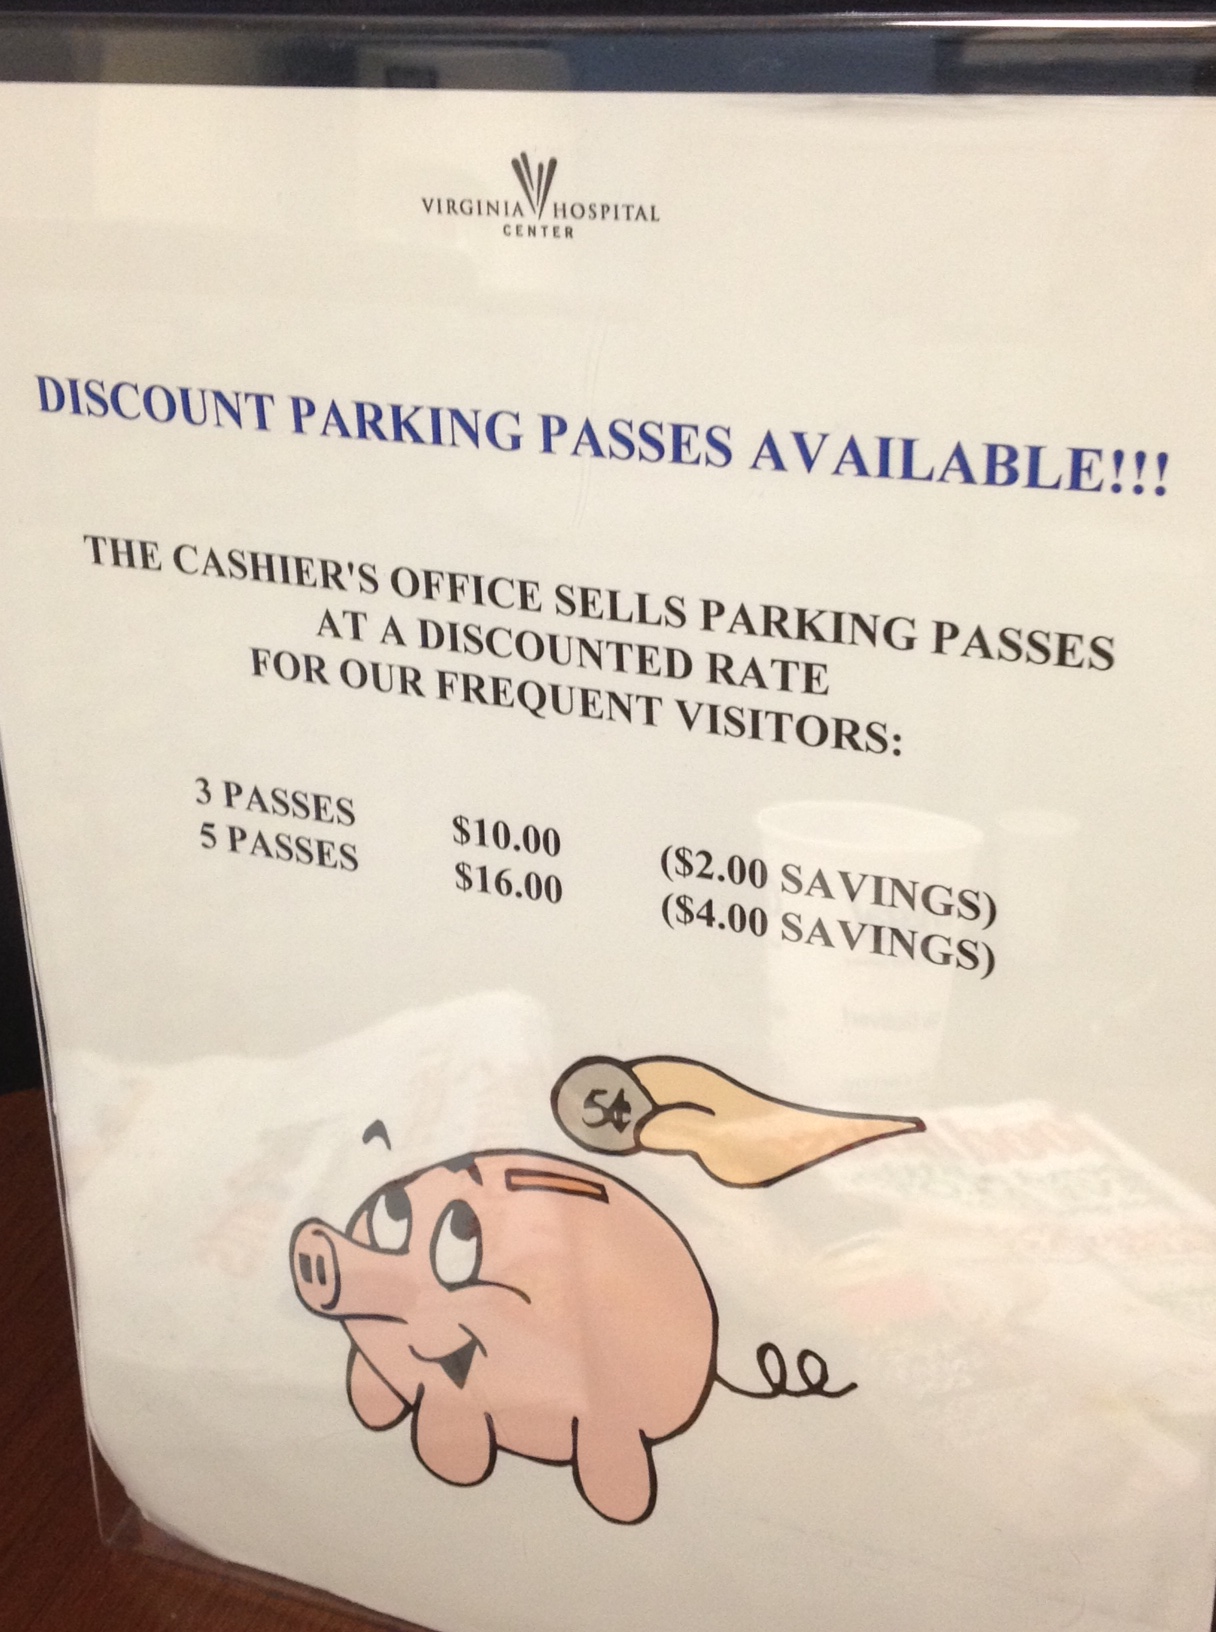 VIRGINIA HOSPITAL
CENTER
DISCOUNT PARKING PASSES AVAILABLE!!!
THE CASHIER'S OFFICE SELLS PARKING PASSES
AT A DISCOUNTED RATE
FOR OUR FREQUENT VISITORS:
3 PASSES $10.00 ($2.00 SAVINGS)
5 PASSES $16.00 ($4.00 SAVINGS)
5¢